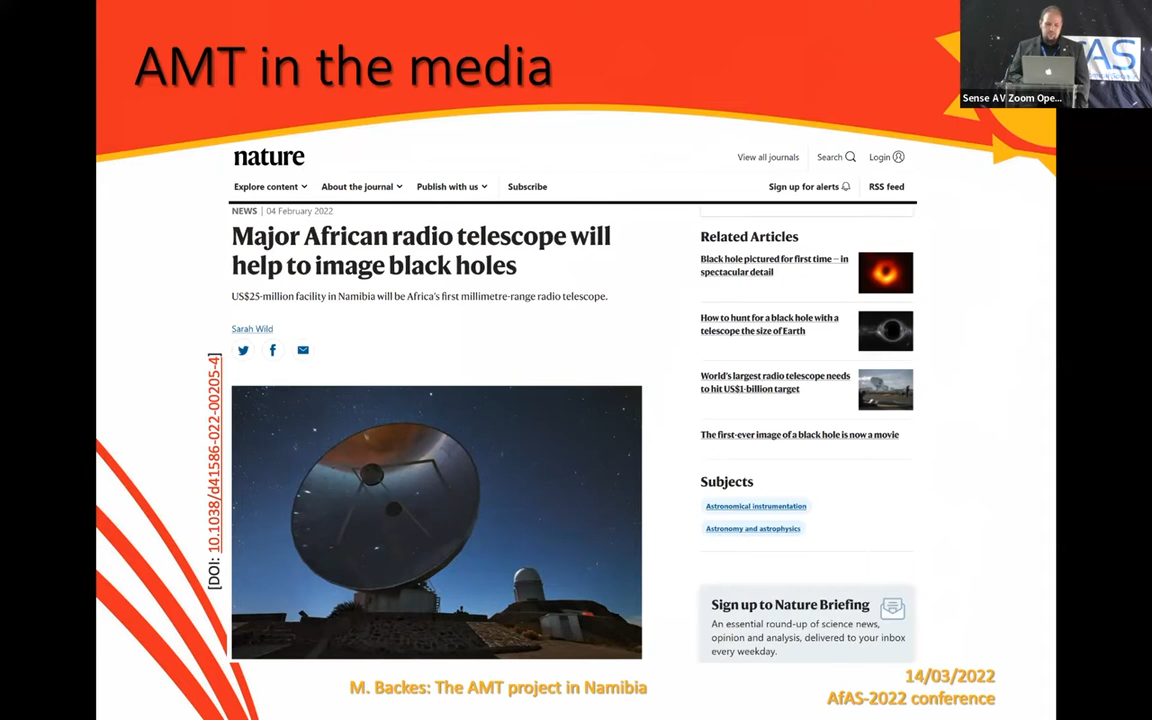 AMT in the media
AS
Sense AV Zoom Ope...
nature
View all journals
Search
Login
Explore content
About the journal
Publish with us
Subscribe
Sign up for alerts
RSS feed
NEWS | 04 February 2022
Major African radio telescope will
help to image black holes
US$25-million facility in Namibia will be Africa's first millimetre-range radio telescope.
Sarah Wild
[DOI: 10.1038/d41586-022-00205-4]
Related Articles
Black hole pictured for first time — in
spectacular detail
How to hunt for a black hole with a
telescope the size of Earth
World's largest radio telescope needs
to hit US$1-billion target
The first-ever image of a black hole is now a movie
Subjects
Astronomical instrumentation
Astronomy and astrophysics
Sign up to Nature Briefing
An essential round-up of science news,
opinion and analysis, delivered to your inbox
every weekday.
M. Backes: The AMT project in Namibia
14/03/2022
AfAS-2022 conference